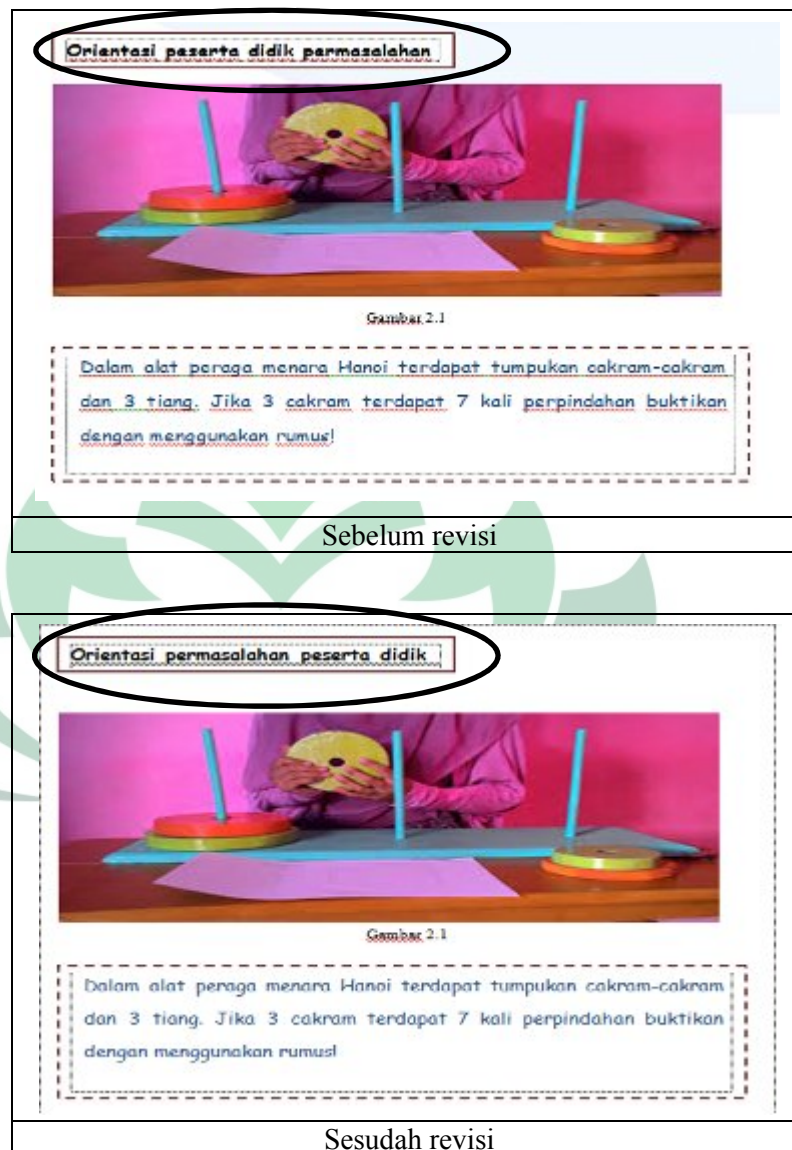 Orientasi peserta didik permasalahan
Gambar 2.1
Dalam alat peraga menara Hanoi terdapat tumpukan cakram-cakram
dan 3 tiang. Jika 3 cakram terdapat 7 kali perpindahan buktikan
dengan menggunakan rumus!
Sebelum revisi
Orientasi permasalahan peserta didik
Gambar 2.1
Dalam alat peraga menara Hanoi terdapat tumpukan cakram-cakram
dan 3 tiang. Jika 3 cakram terdapat 7 kali perpindahan buktikan
dengan menggunakan rumus!
Sesudah revisi